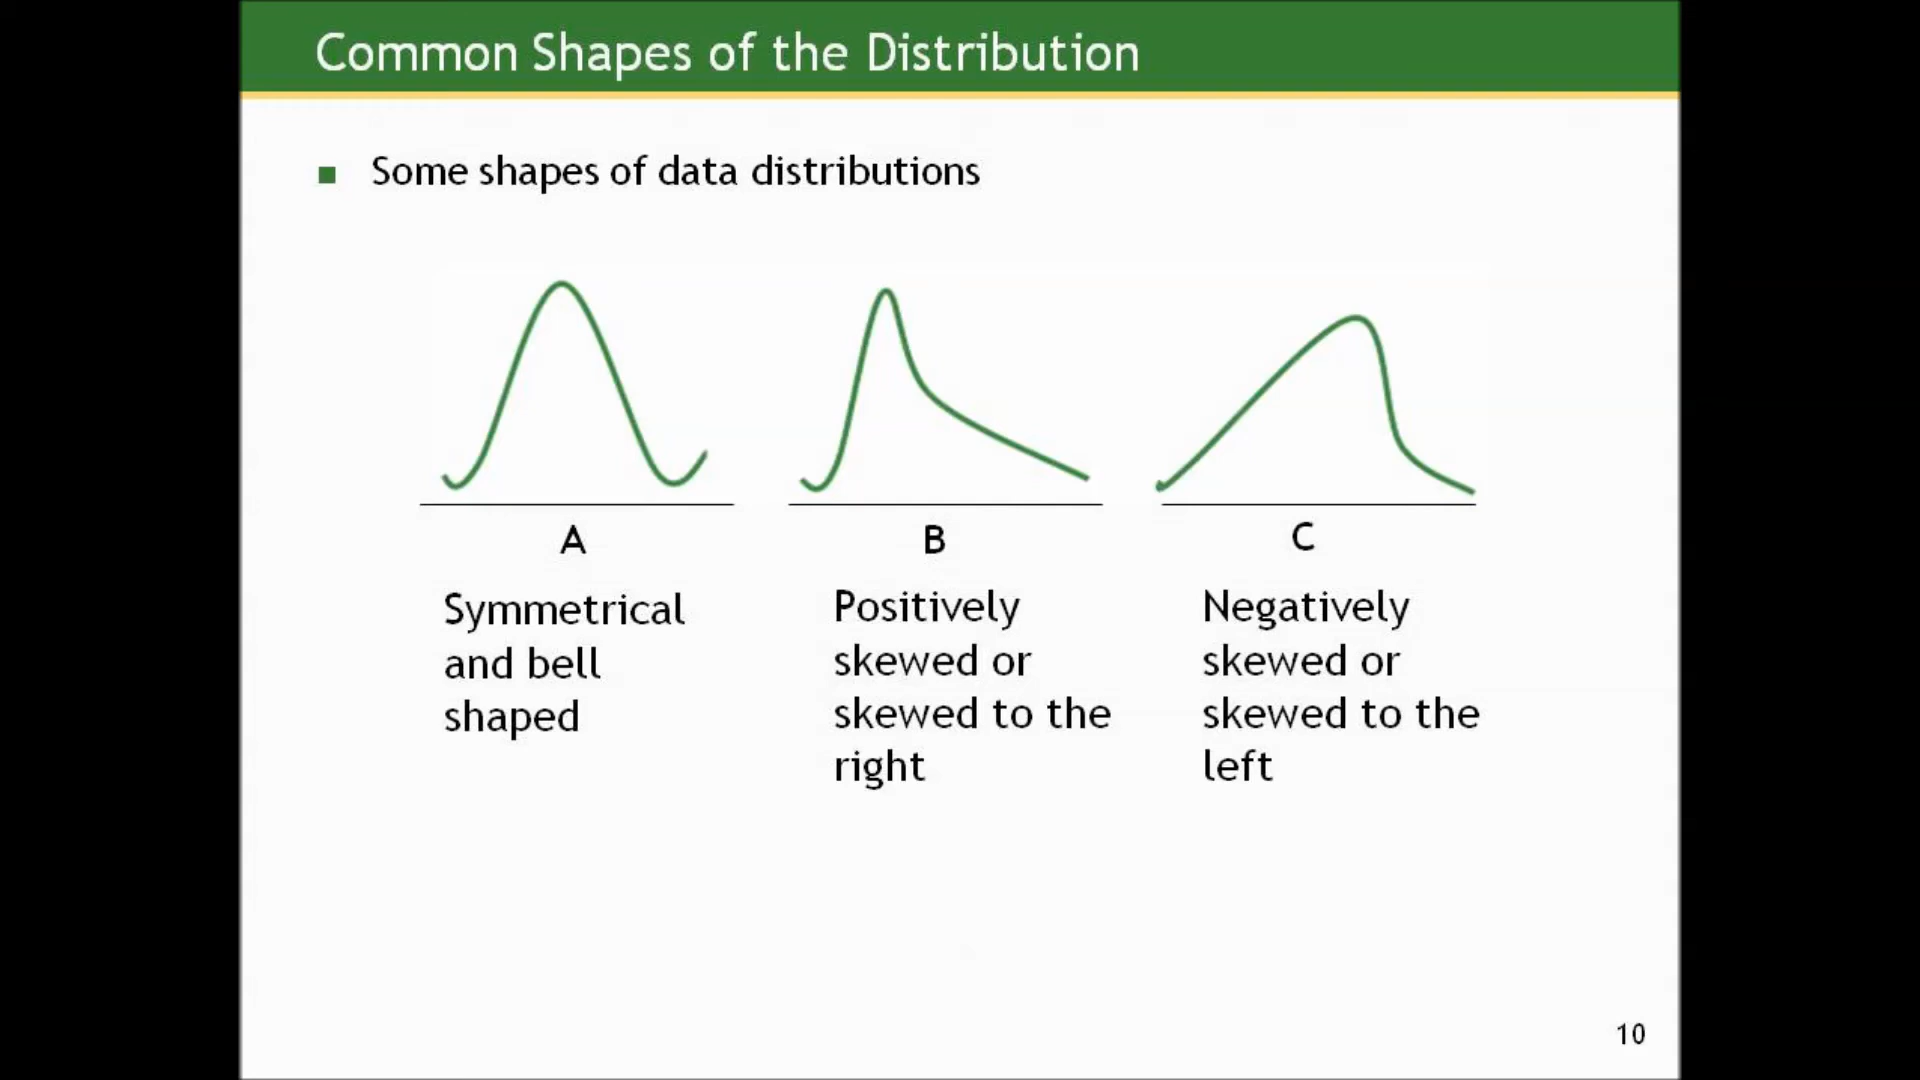 Common Shapes of the Distribution
Some shapes of data distributions
A
B
C
Symmetrical
and bell
shaped
Positively
skewed or
skewed to the
right
Negatively
skewed or
skewed to the
left
10